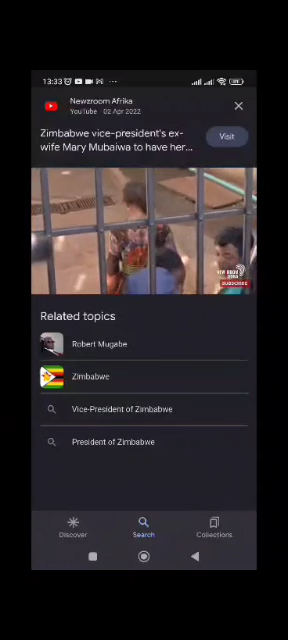 13:33
Newzroom Afrika
YouTube · 02 Apr 2022
Zimbabwe vice-president's ex-
wife Mary Mubaiwa to have her...
Visit
SUBSCRIBE
Related topics
Robert Mugabe
Zimbabwe
Vice-President of Zimbabwe
President of Zimbabwe
Discover
Search
Collections